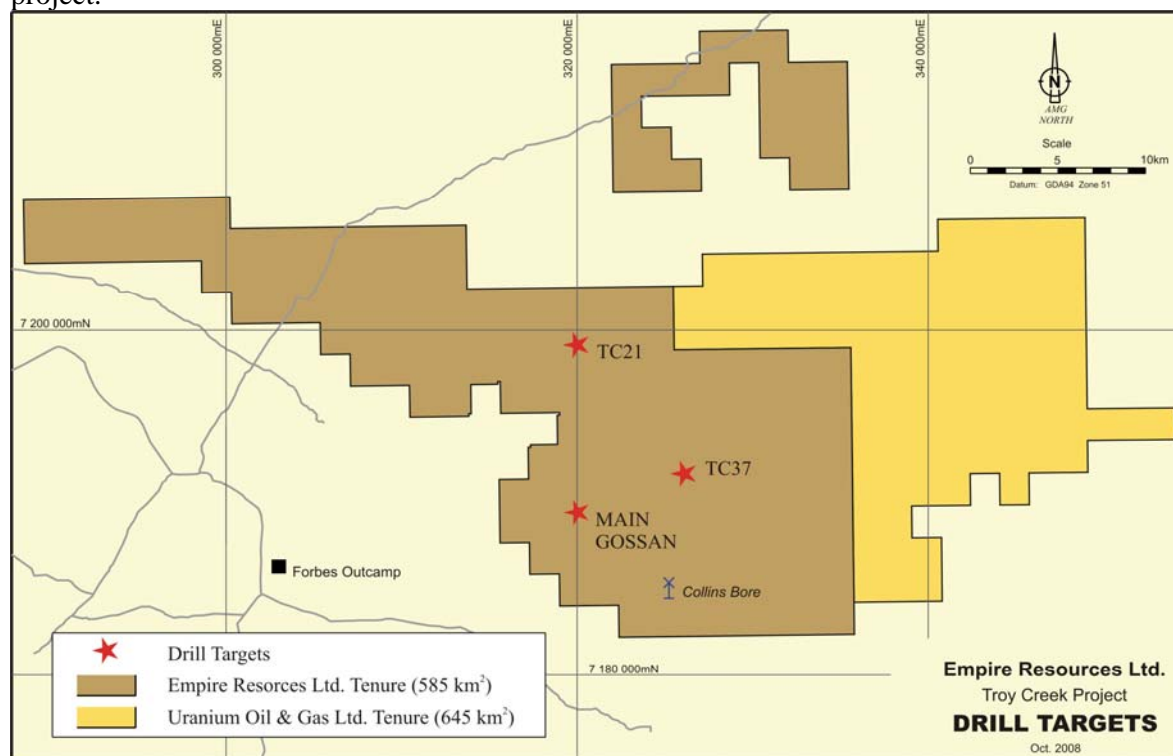 project.
300 000mE
320 000mE
340 000mE
N
AMG
NORTH
Scale
0 5 10km
Datum: GDA94 Zone 51
7 200 000mN
TC21
TC37
MAIN
GOSSAN
Forbes Outcamp
Collins Bore
7 180 000mN
Drill Targets
Empire Resorces Ltd. Tenure (585 km²)
Uranium Oil & Gas Ltd. Tenure (645 km²)
Empire Resources Ltd.
Troy Creek Project
DRILL TARGETS
Oct. 2008